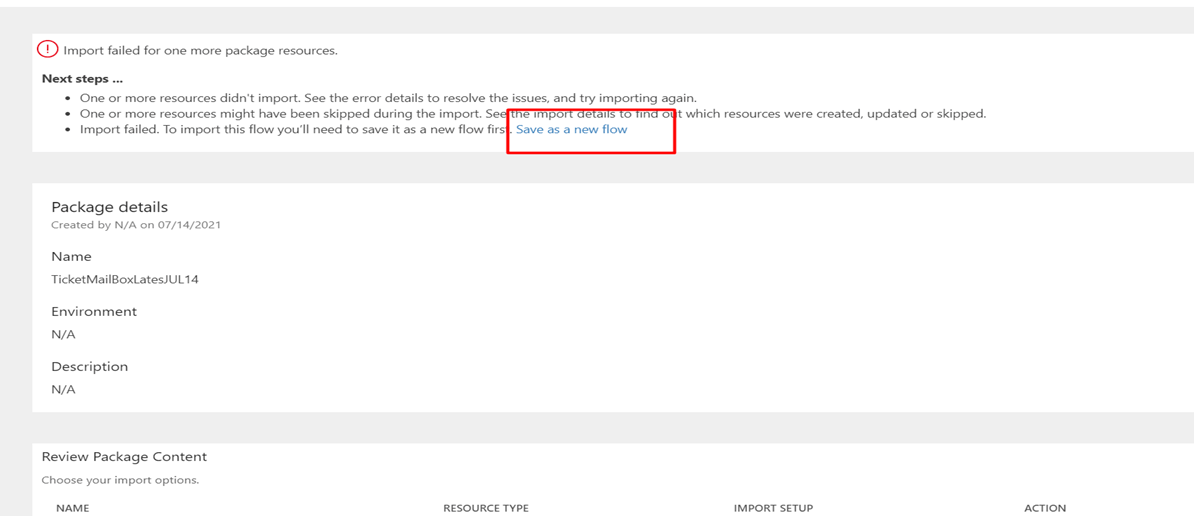 ! Import failed for one more package resources.
Next steps ...
• One or more resources didn't import. See the error details to resolve the issues, and try importing again.
• One or more resources might have been skipped during the import. See the import details to find out which resources were created, updated or skipped.
• Import failed. To import this flow you'll need to save it as a new flow first. Save as a new flow
Package details
Created by N/A on 07/14/2021
Name
TicketMailBoxLatesJUL14
Environment
N/A
Description
N/A
Review Package Content
Choose your import options.
NAME RESOURCE TYPE IMPORT SETUP ACTION